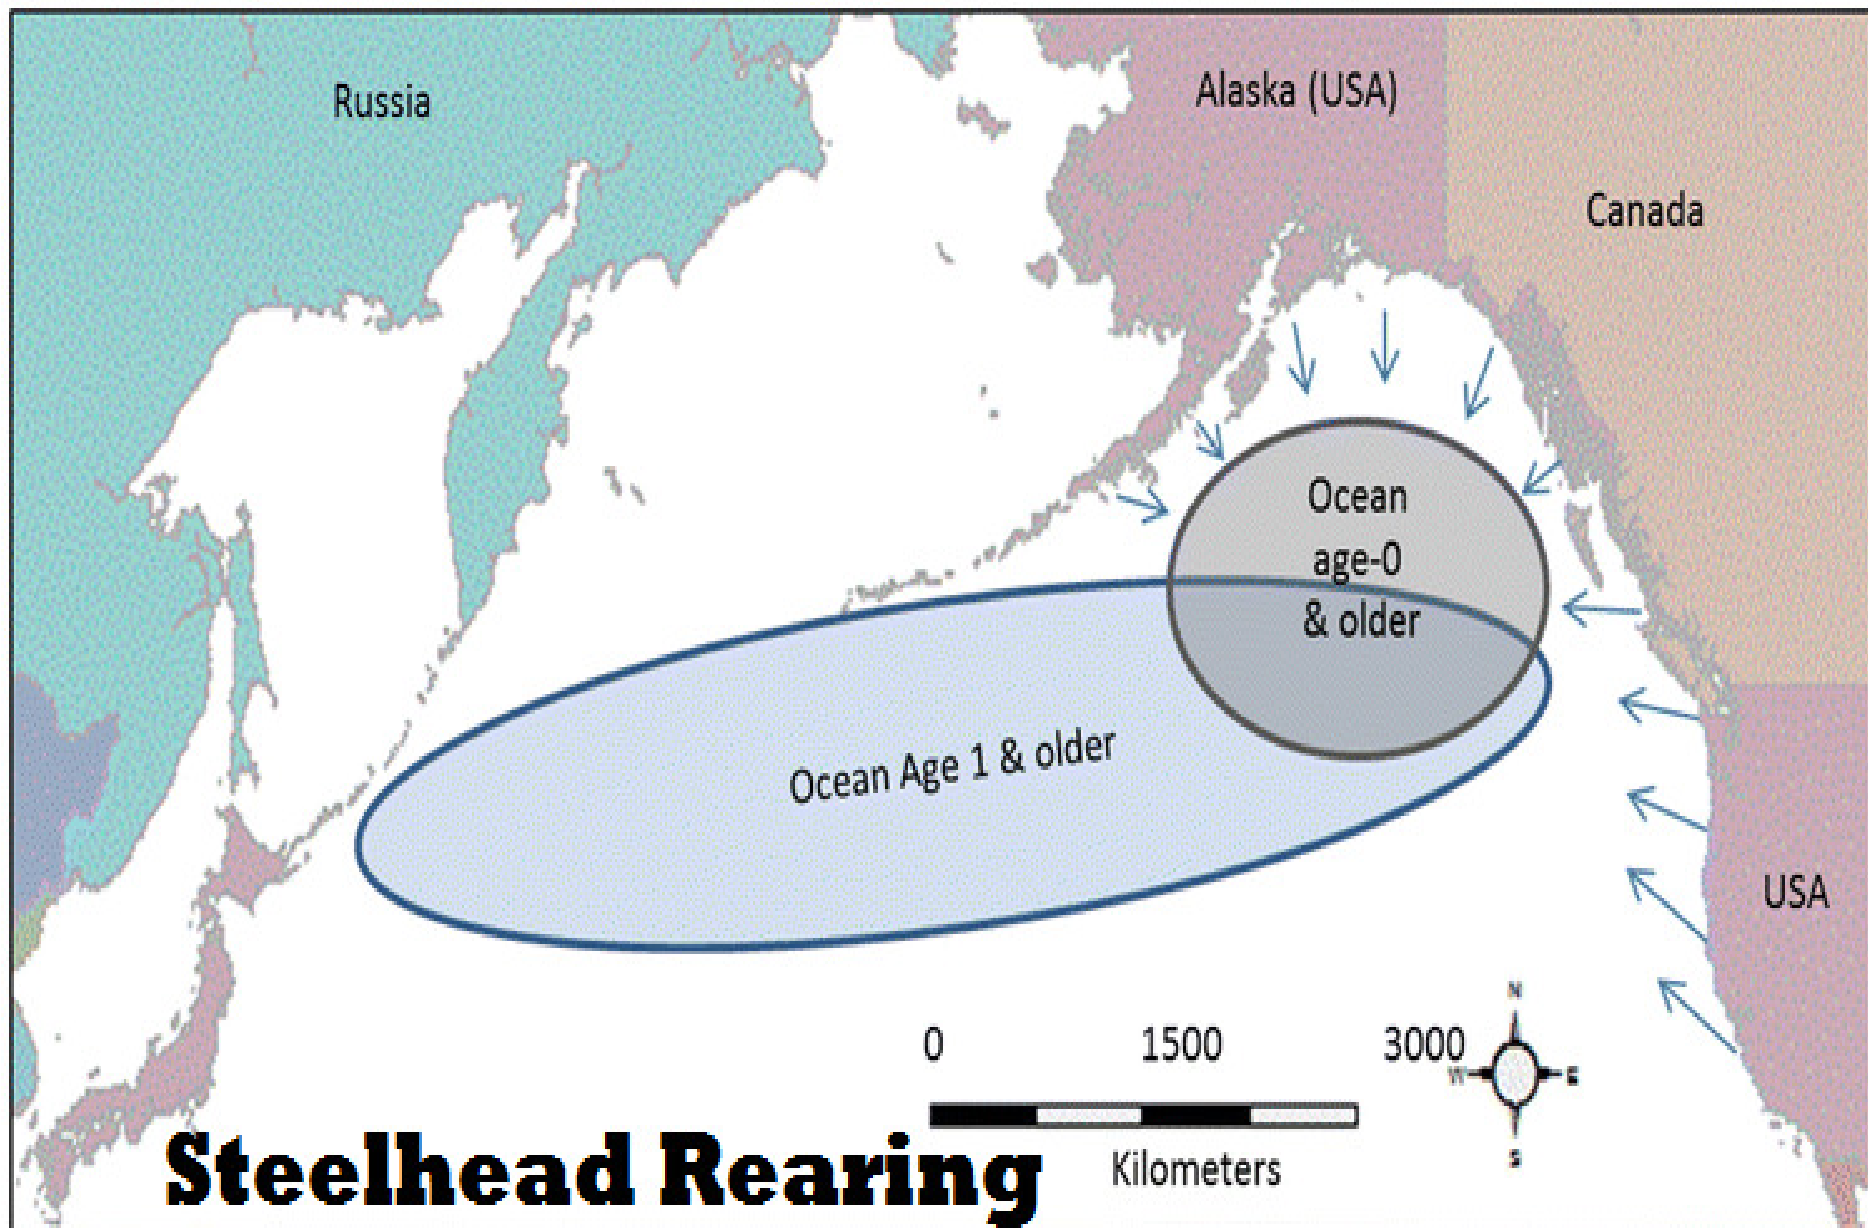 Russia
Alaska (USA)
Canada
Ocean
age-0
& older
Ocean Age 1 & older
USA
N
W E
S
0 1500 3000
Kilometers
Steelhead Rearing